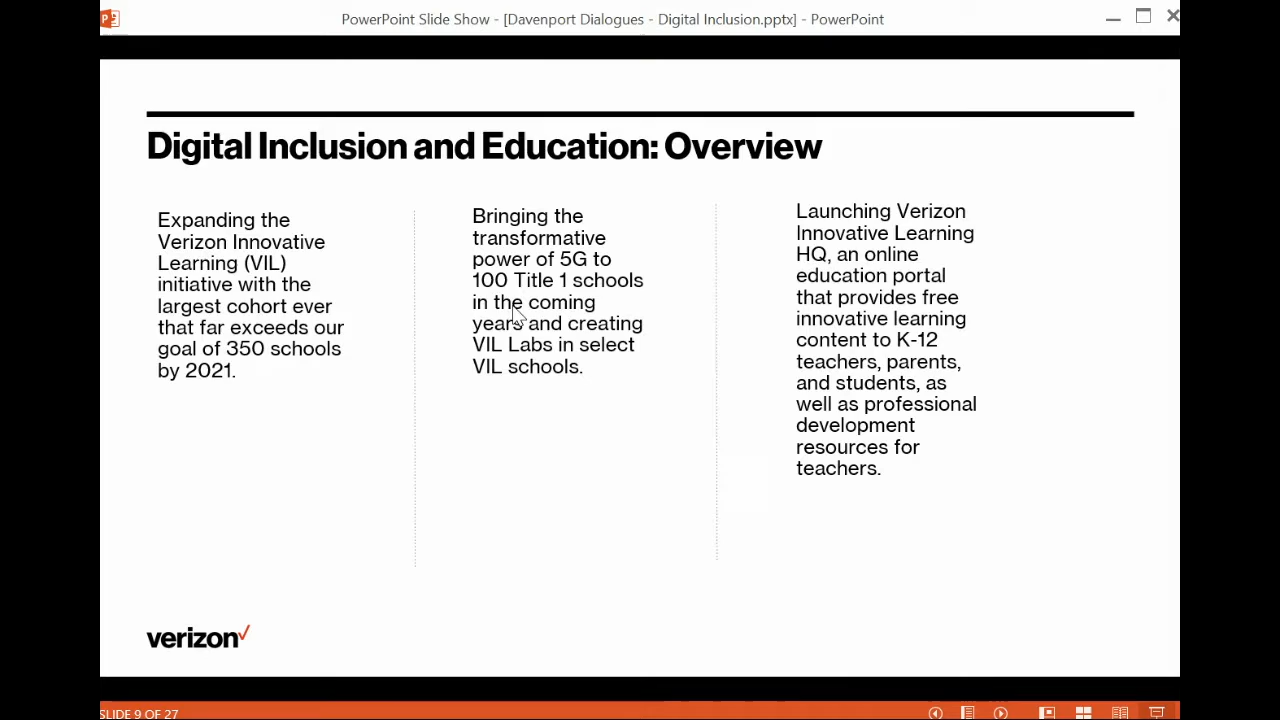 PowerPoint Slide Show - [Davenport Dialogues - Digital Inclusion.pptx] - PowerPoint
Digital Inclusion and Education: Overview
Expanding the
Verizon Innovative
Learning (VIL)
initiative with the
largest cohort ever
that far exceeds our
goal of 350 schools
by 2021.
Bringing the
transformative
power of 5G to
100 Title 1 schools
in the coming
years and creating
VIL Labs in select
VIL schools.
Launching Verizon
Innovative Learning
HQ, an online
education portal
that provides free
innovative learning
content to K-12
teachers, parents,
and students, as
well as professional
development
resources for
teachers.
verizon✓
SLIDE 9 OF 27